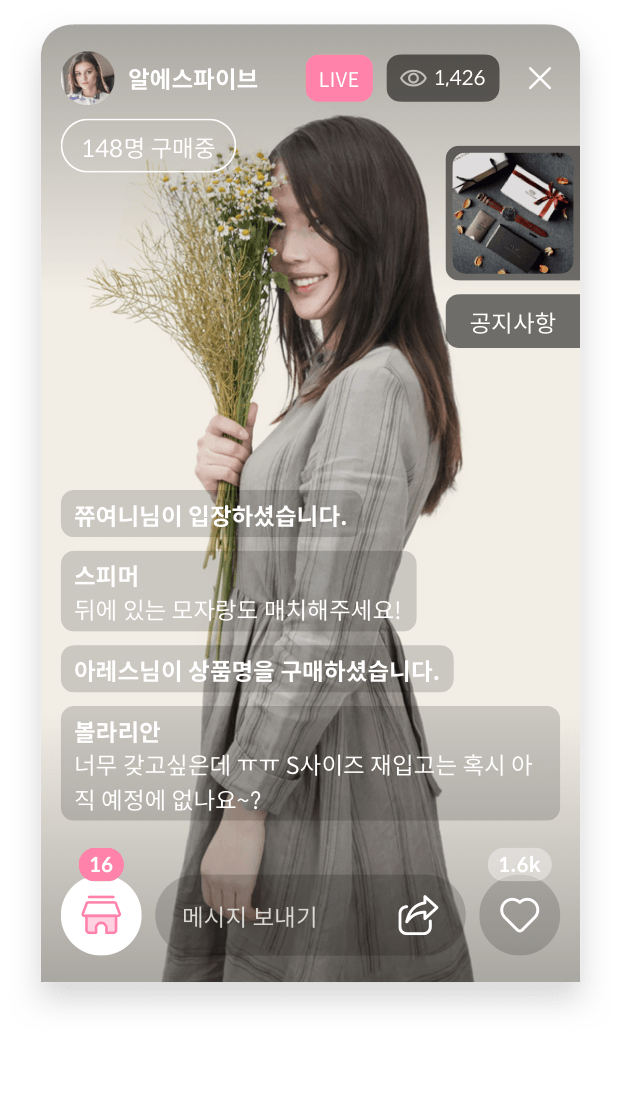 알에스파이브
LIVE
1,426
148명 구매중
공지사항
쮸여니님이 입장하셨습니다.
스피머
뒤에 있는 모자랑도 매치해주세요!
아레스님이 상품명을 구매하셨습니다.
볼라리안
너무 갖고싶은데 ㅠㅠ S사이즈 재입고는 혹시 아
직 예정에 없나요~?
16
1.6k
메시지 보내기